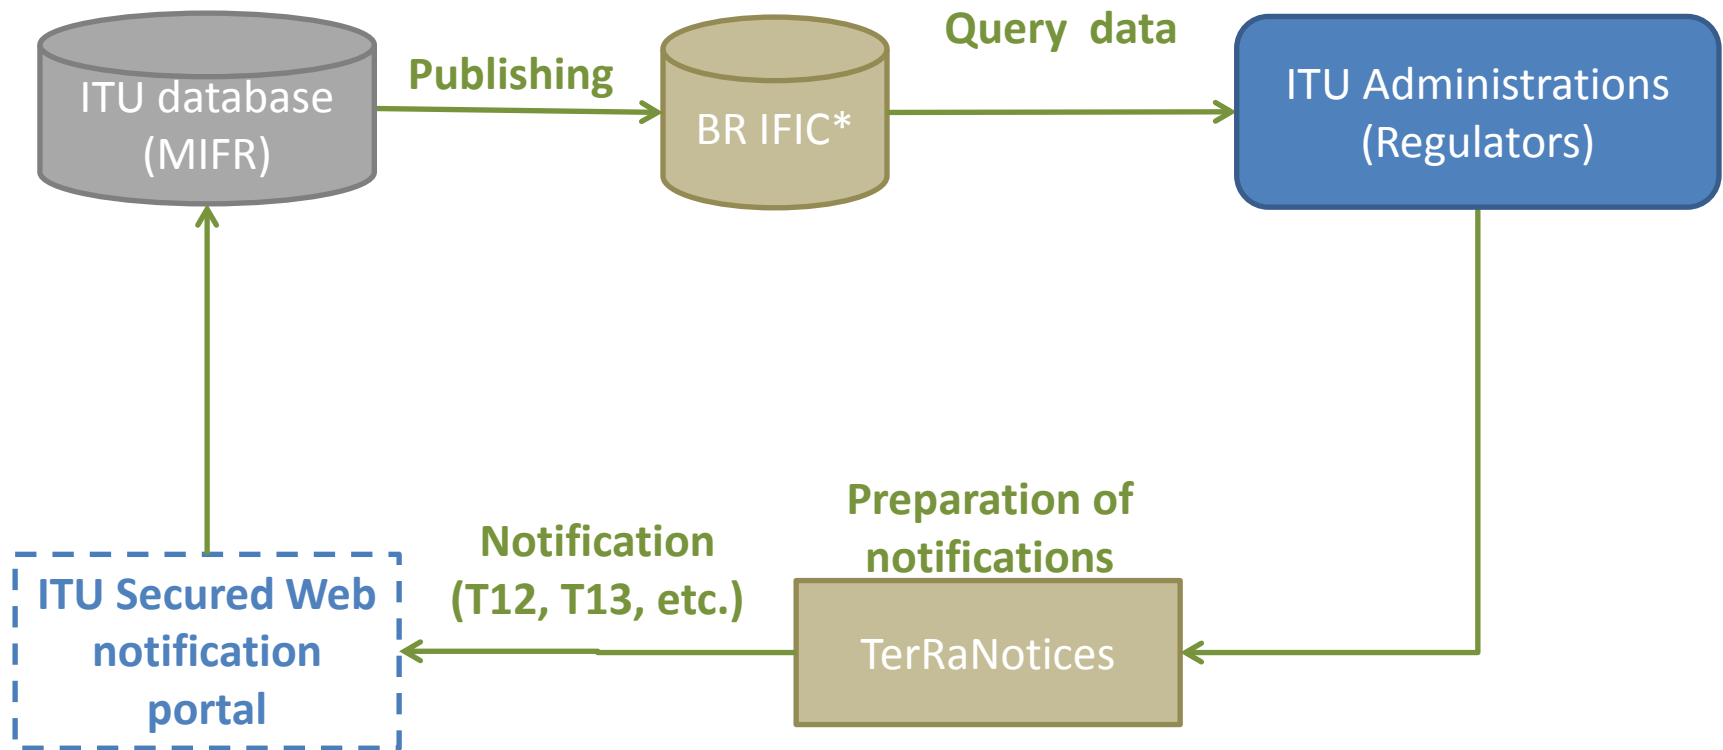 ITU database
(MIFR)
Publishing
BR IFIC*
Query data
ITU Administrations
(Regulators)
Preparation of
notifications
TerRaNotices
Notification
(T12, T13, etc.)
ITU Secured Web
notification
portal